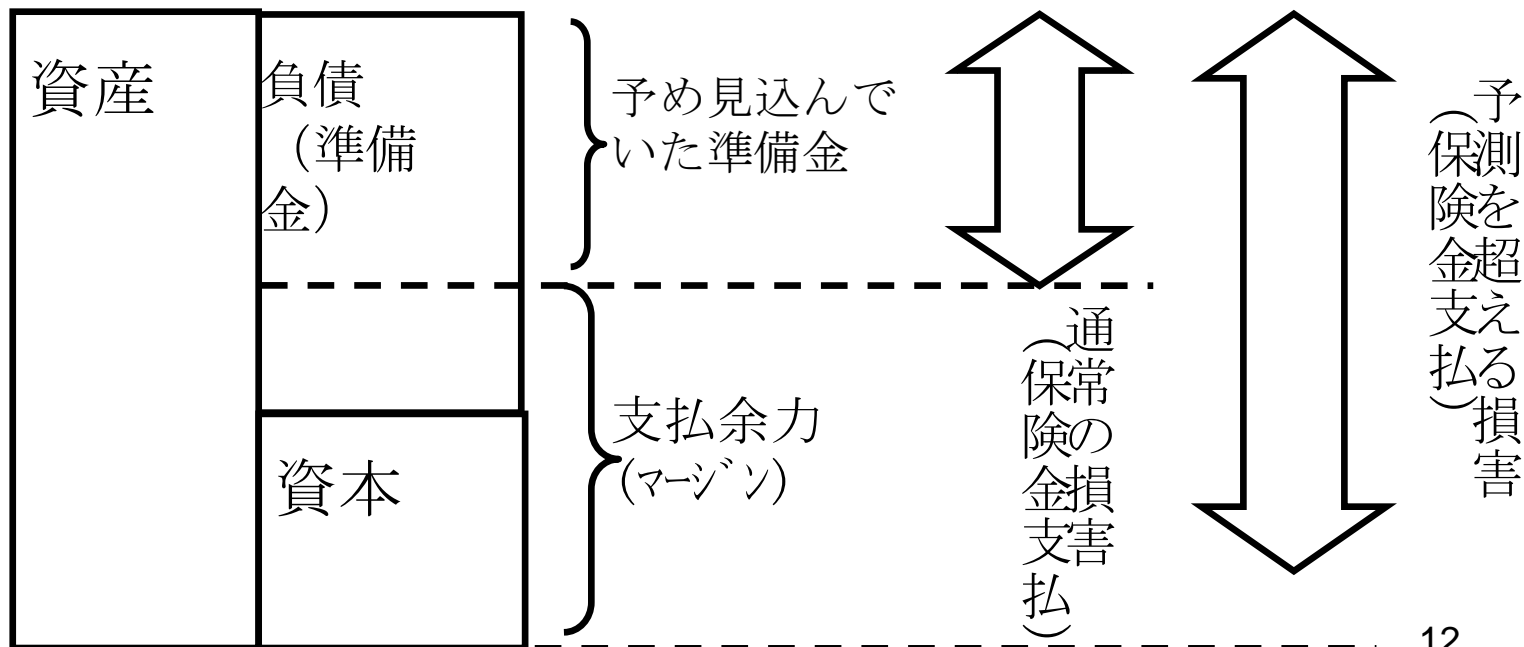 資産
負債
（準備
金）
予め見込んで
いた準備金
支払余力
(ﾏｰｼﾞﾝ)
資本
通常の損害
（保険金支払）
予測を超える損害
（保険金支払）
12